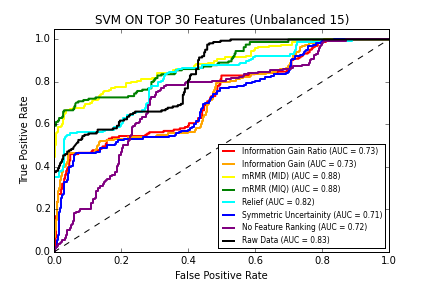 SVM ON TOP 30 Features (Unbalanced 15)
1.0
0.8
0.6
0.4
0.2
0.0
True Positive Rate
Information Gain Ratio (AUC = 0.73)
Information Gain (AUC = 0.73)
mRMR (MID) (AUC = 0.88)
mRMR (MIQ) (AUC = 0.88)
Relief (AUC = 0.82)
Symmetric Uncertainity (AUC = 0.71)
No Feature Ranking (AUC = 0.72)
Raw Data (AUC = 0.83)
0.0 0.2 0.4 0.6 0.8 1.0
False Positive Rate